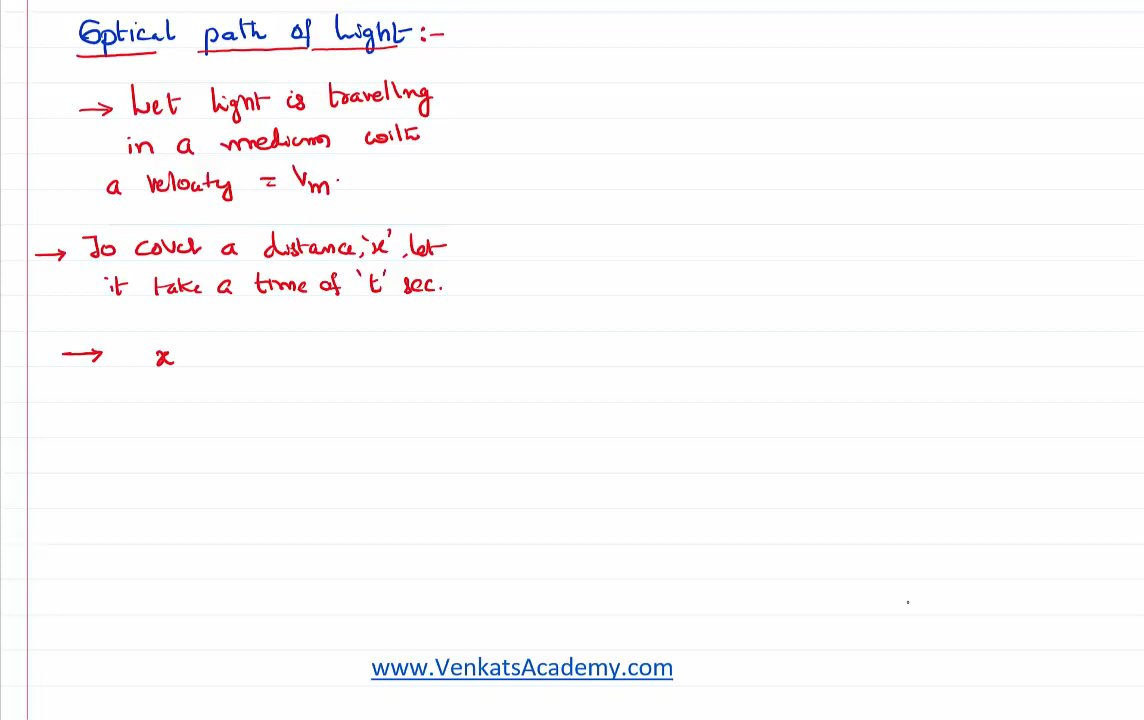 Optical path of Light :-
→ Let light is travellng
in a medium with
a velocity = Vm.
→ To cover a distance, 'x', let
it take a time of 't' sec.
→ x
www.VenkatsAcademy.com